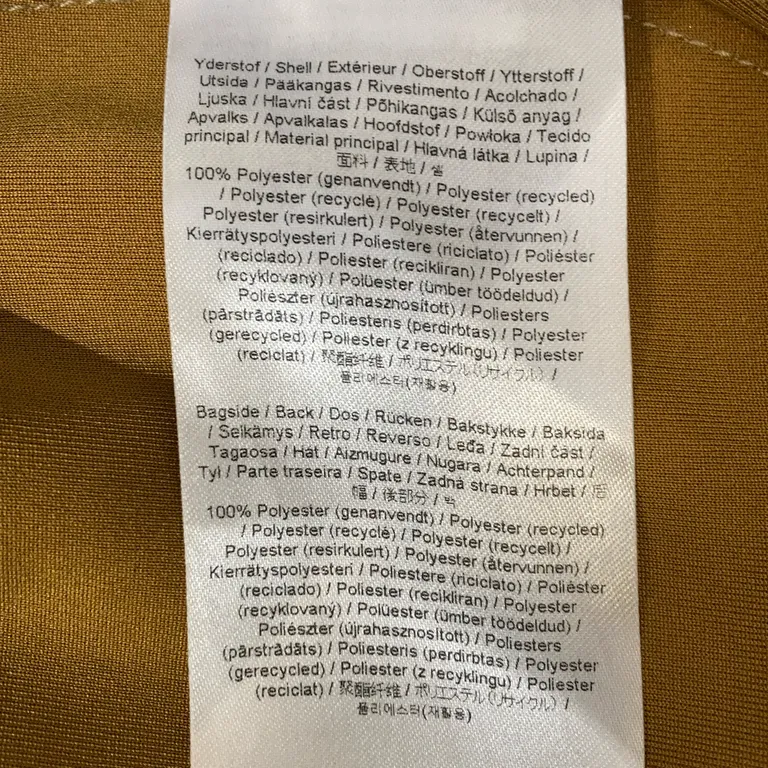 Yderstof / Shell / Extérieur / Oberstoff / Ytterstoff /
Utsida / Pääkangas / Rivestimento / Acolchado /
Ljuska / Hlavní část / Põhikangas / Külső anyag /
Apvalks / Apvalkalas / Hoofdstof / Powłoka / Tecido
principal / Material principal / Hlavná látka / Lupina /
面料 / 表地 / 쉘
100% Polyester (genanvendt) / Polyester (recycled)
/ Polyester (recyclé) / Polyester (recycelt) /
Polyester (resirkulert) / Polyester (återvunnen) /
Kierrätyspolyesteri / Poliestere (riciclato) / Poliéster
(reciclado) / Poliester (recikliran) / Polyester
(recyklovaný) / Polüester (ümber töödeldud) /
Poliészter (újrahasznosított) / Poliesters
(pārstrādāts) / Poliesteris (perdirbtas) / Polyester
(gerecycled) / Poliester (z recyklingu) / Poliester
(reciclat) / 聚酯纤维 / ポリエステル(リサイクル) /
폴리에스터(재활용)
Bagside / Back / Dos / Rücken / Bakstykke / Baksida
/ Selkämys / Retro / Reverso / Leđa / Zadní část /
Tagaosa / Hát / Aizmugure / Nugara / Achterpand /
Tył / Parte traseira / Spate / Zadná strana / Hrbet / 后
幅 / 後部分 / 백
100% Polyester (genanvendt) / Polyester (recycled)
/ Polyester (recyclé) / Polyester (recycelt) /
Polyester (resirkulert) / Polyester (återvunnen) /
Kierrätyspolyesteri / Poliestere (riciclato) / Poliéster
(reciclado) / Poliester (recikliran) / Polyester
(recyklovaný) / Polüester (ümber töödeldud) /
Poliészter (újrahasznosított) / Poliesters
(pārstrādāts) / Poliesteris (perdirbtas) / Polyester
(gerecycled) / Poliester (z recyklingu) / Poliester
(reciclat) / 聚酯纤维 / ポリエステル(リサイクル) /
폴리에스터(재활용)